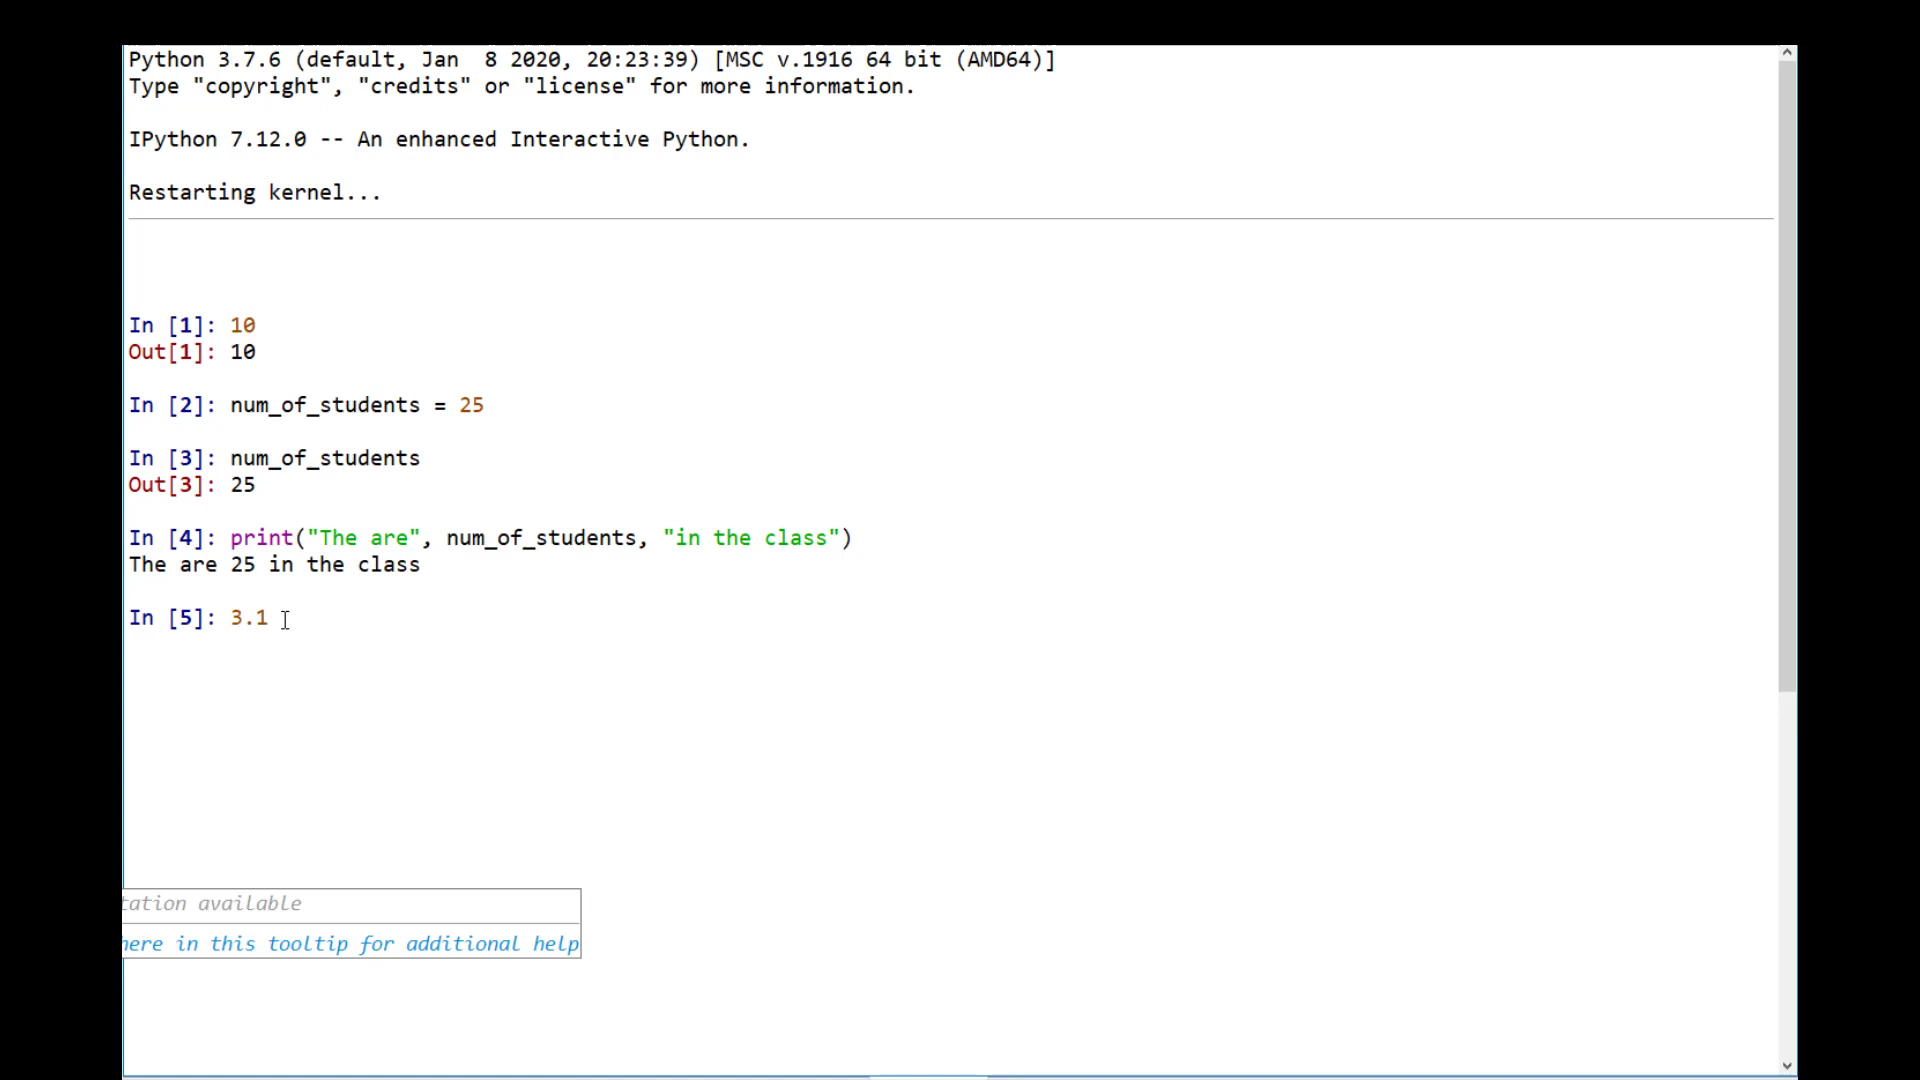 Python 3.7.6 (default, Jan  8 2020, 20:23:39) [MSC v.1916 64 bit (AMD64)]
Type "copyright", "credits" or "license" for more information.
IPython 7.12.0 -- An enhanced Interactive Python.
Restarting kernel...
In [1]: 10
Out[1]: 10
In [2]: num_of_students = 25
In [3]: num_of_students
Out[3]: 25
In [4]: print("The are", num_of_students, "in the class")
The are 25 in the class
In [5]: 3.1
tation available
here in this tooltip for additional help